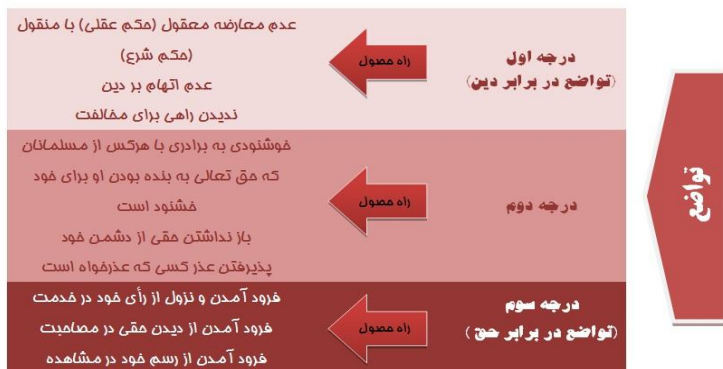 تواضع
درجه اول
(تواضع در برابر دین)
راه حصول
عدم معارضه معقول (حکم عقلی) با منقول
(حکم شرع)
عدم اتهام بر دین
ندیدن راهی برای مخالفت
درجه دوم
راه حصول
خوشنودی به برادری با هرکس از مسلمانان
که حق تعالی به بنده بودن او برای خود
خشنود است
باز نداشتن حقی از دشمن خود
پذیرفتن عذر کسی که عذرخواه است
درجه سوم
(تواضع در برابر حق )
راه حصول
فرود آمدن و نزول از رأی خود در خدمت
فرود آمدن از دیدن حقی در مصاحبت
فرود آمدن از رسم خود در مشاهده